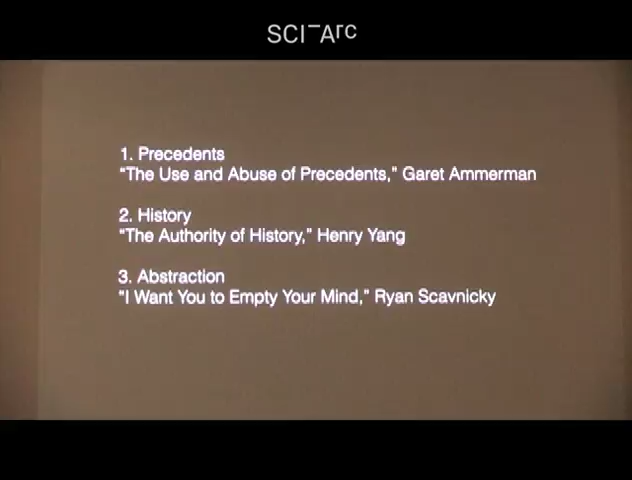 SCI-Arc
1. Precedents
“The Use and Abuse of Precedents,” Garet Ammerman
2. History
“The Authority of History,” Henry Yang
3. Abstraction
“I Want You to Empty Your Mind,” Ryan Scavnicky